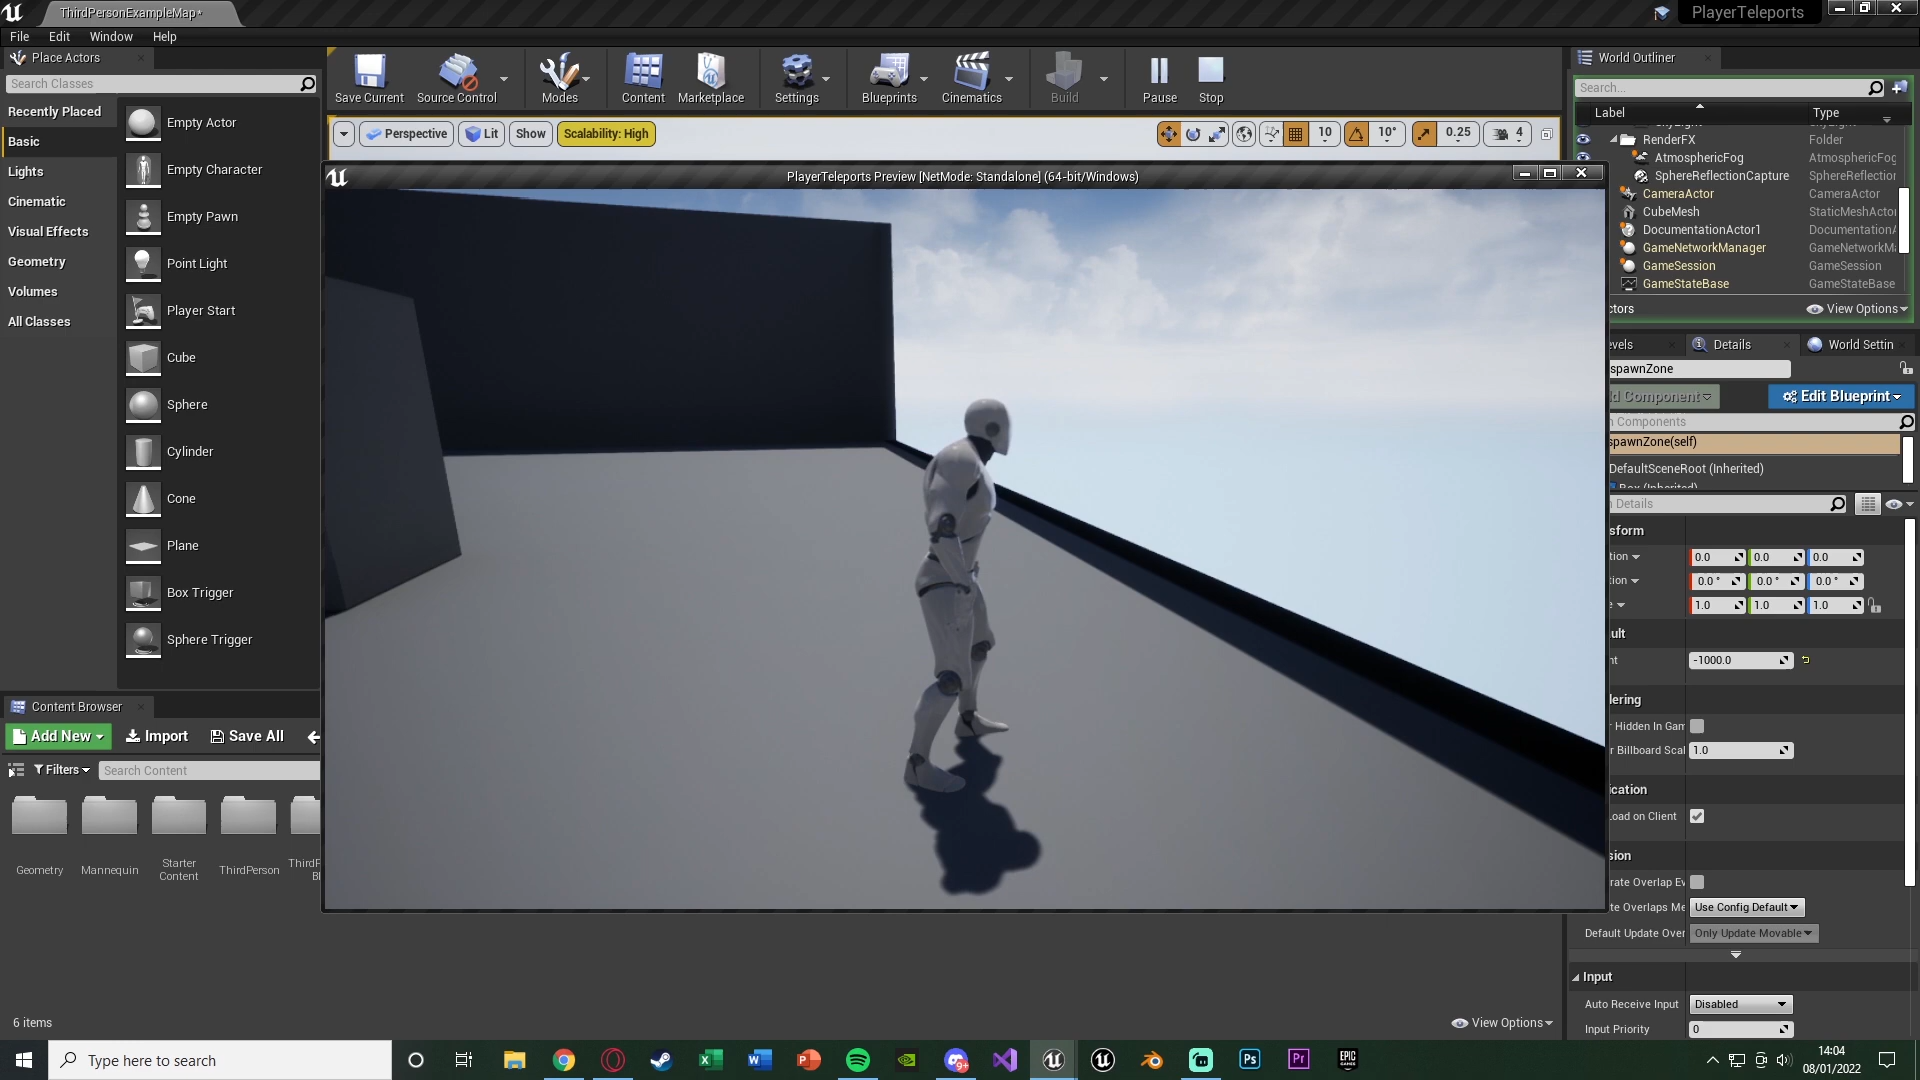 ThirdPersonExampleMap*
PlayerTeleports
File Edit Window Help
Place Actors
Search Classes
Recently Placed
Basic
Lights
Cinematic
Visual Effects
Geometry
Volumes
All Classes
Empty Actor
Empty Character
Empty Pawn
Point Light
Player Start
Cube
Sphere
Cylinder
Cone
Plane
Box Trigger
Sphere Trigger
Save Current Source Control Modes Content Marketplace Settings Blueprints Cinematics Build Pause Stop
Perspective Lit Show Scalability: High
10 10° 0.25 4
PlayerTeleports Preview [NetMode: Standalone] (64-bit/Windows)
World Outliner
Search...
Label Type
RenderFX Folder
AtmosphericFog AtmosphericFog
SphereReflectionCapture SphereReflection
CameraActor CameraActor
CubeMesh StaticMeshActo
DocumentationActor1 Documentation
GameNetworkManager GameNetworkMa
GameSession GameSession
GameStateBase GameStateBase
ctors View Options
evels Details World Settin
spawnZone
d Component Edit Blueprint
n Components
spawnZone(self)
DefaultSceneRoot (Inherited)
Box (Inherited)
n Details
sform
tion 0.0 0.0 0.0
tion 0.0° 0.0° 0.0°
e 1.0 1.0 1.0
ult
nt -1000.0
lering
r Hidden In Gam
r Billboard Scal 1.0
ication
Load on Client
sion
rate Overlap Ev
te Overlaps Me Use Config Default
Default Update Over Only Update Movable
Input
Auto Receive Input Disabled
Input Priority 0
Content Browser
Add New Import Save All
Filters Search Content
Geometry
Mannequin
Starter
Content
ThirdPerson
6 items
View Options
Type here to search
14:04
08/01/2022